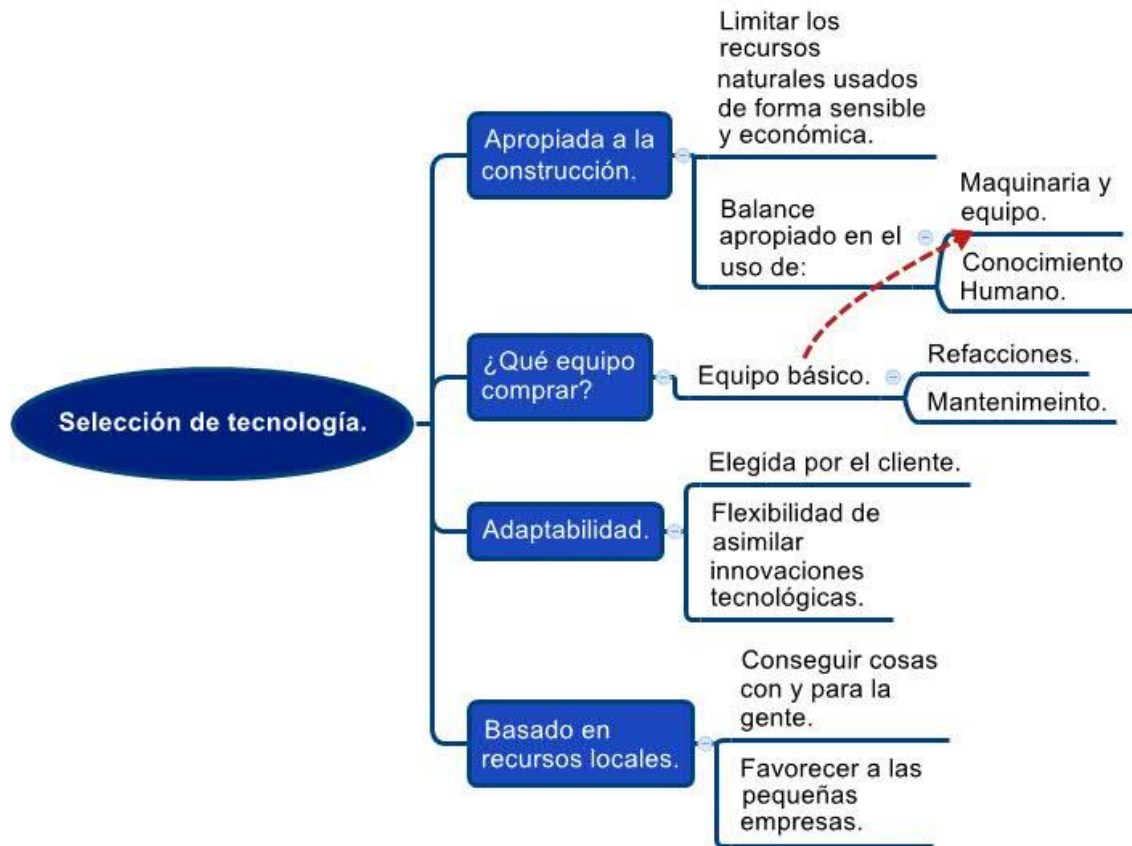 Selección de tecnología.
Apropiada a la
construcción.
Limitar los
recursos
naturales usados
de forma sensible
y económica.
Balance
apropiado en el
uso de:
Maquinaria y
equipo.
Conocimiento
Humano.
¿Qué equipo
comprar?
Equipo básico.
Refacciones.
Mantenimeinto.
Adaptabilidad.
Elegida por el cliente.
Flexibilidad de
asimilar
innovaciones
tecnológicas.
Basado en
recursos locales.
Conseguir cosas
con y para la
gente.
Favorecer a las
pequeñas
empresas.